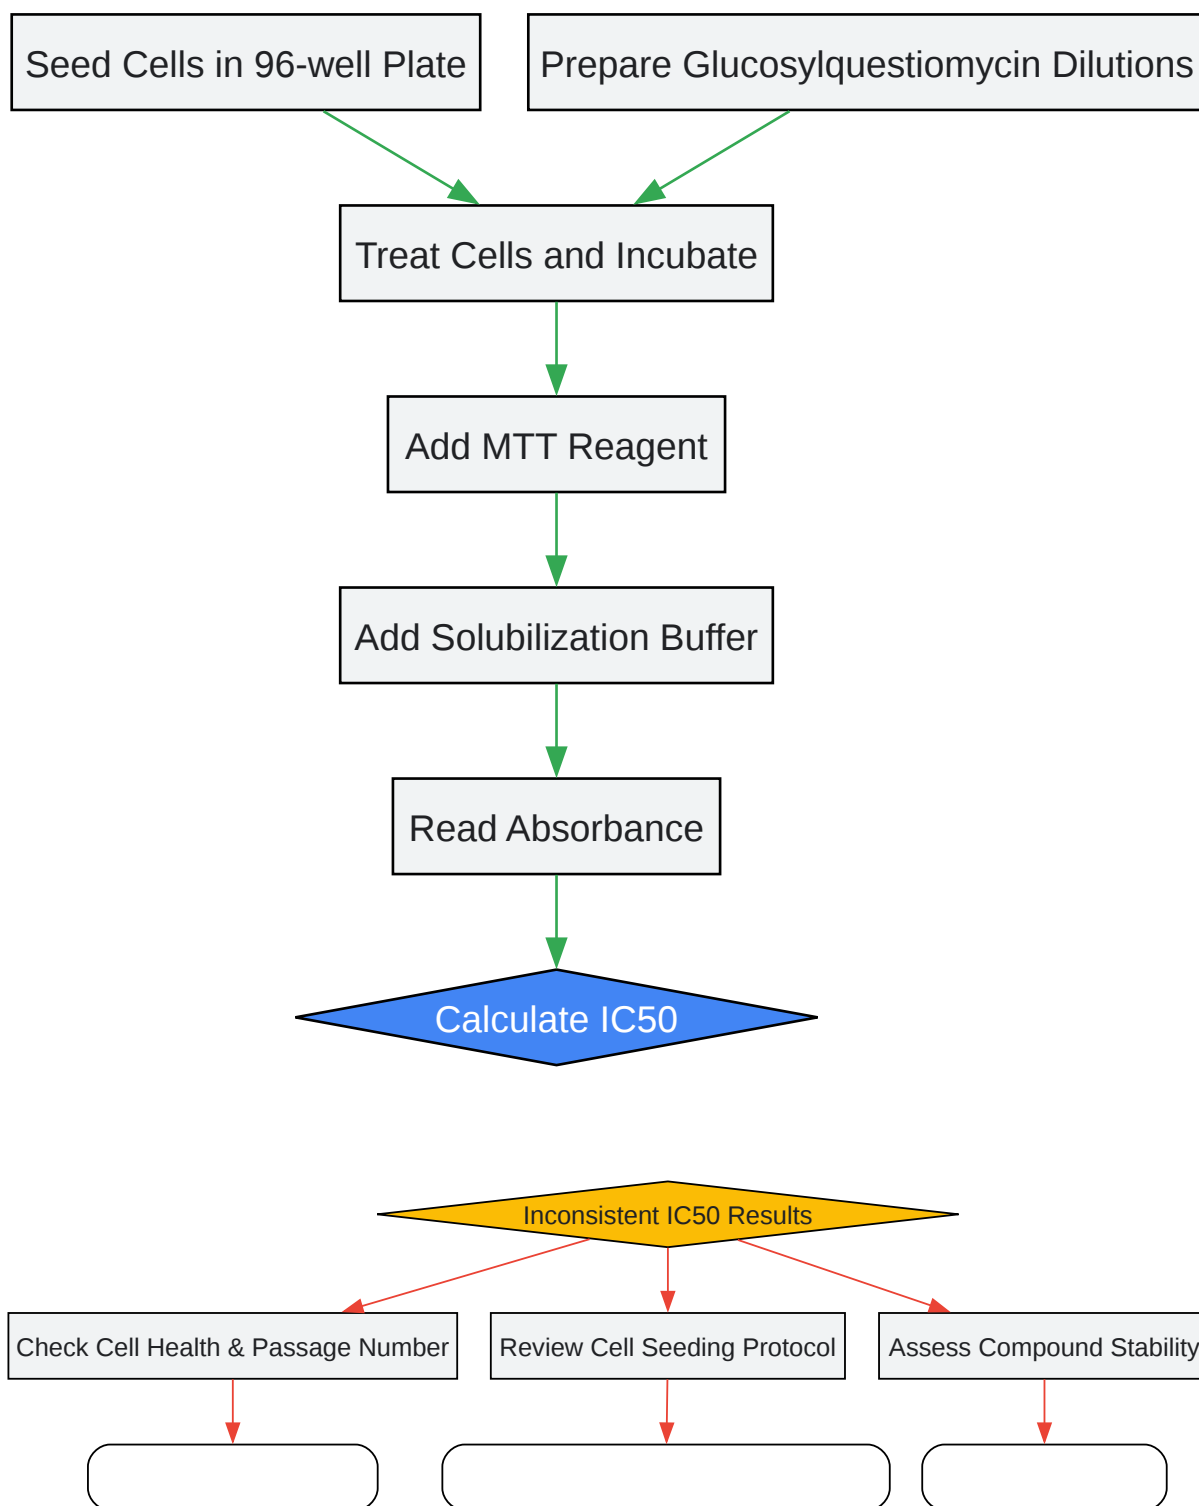 Seed Cells in 96-well Plate
Prepare Glucosylquestiomycin Dilutions
Treat Cells and Incubate
Add MTT Reagent
Add Solubilization Buffer
Read Absorbance
Calculate IC50
Inconsistent IC50 Results
Check Cell Health & Passage Number
Review Cell Seeding Protocol
Assess Compound Stability